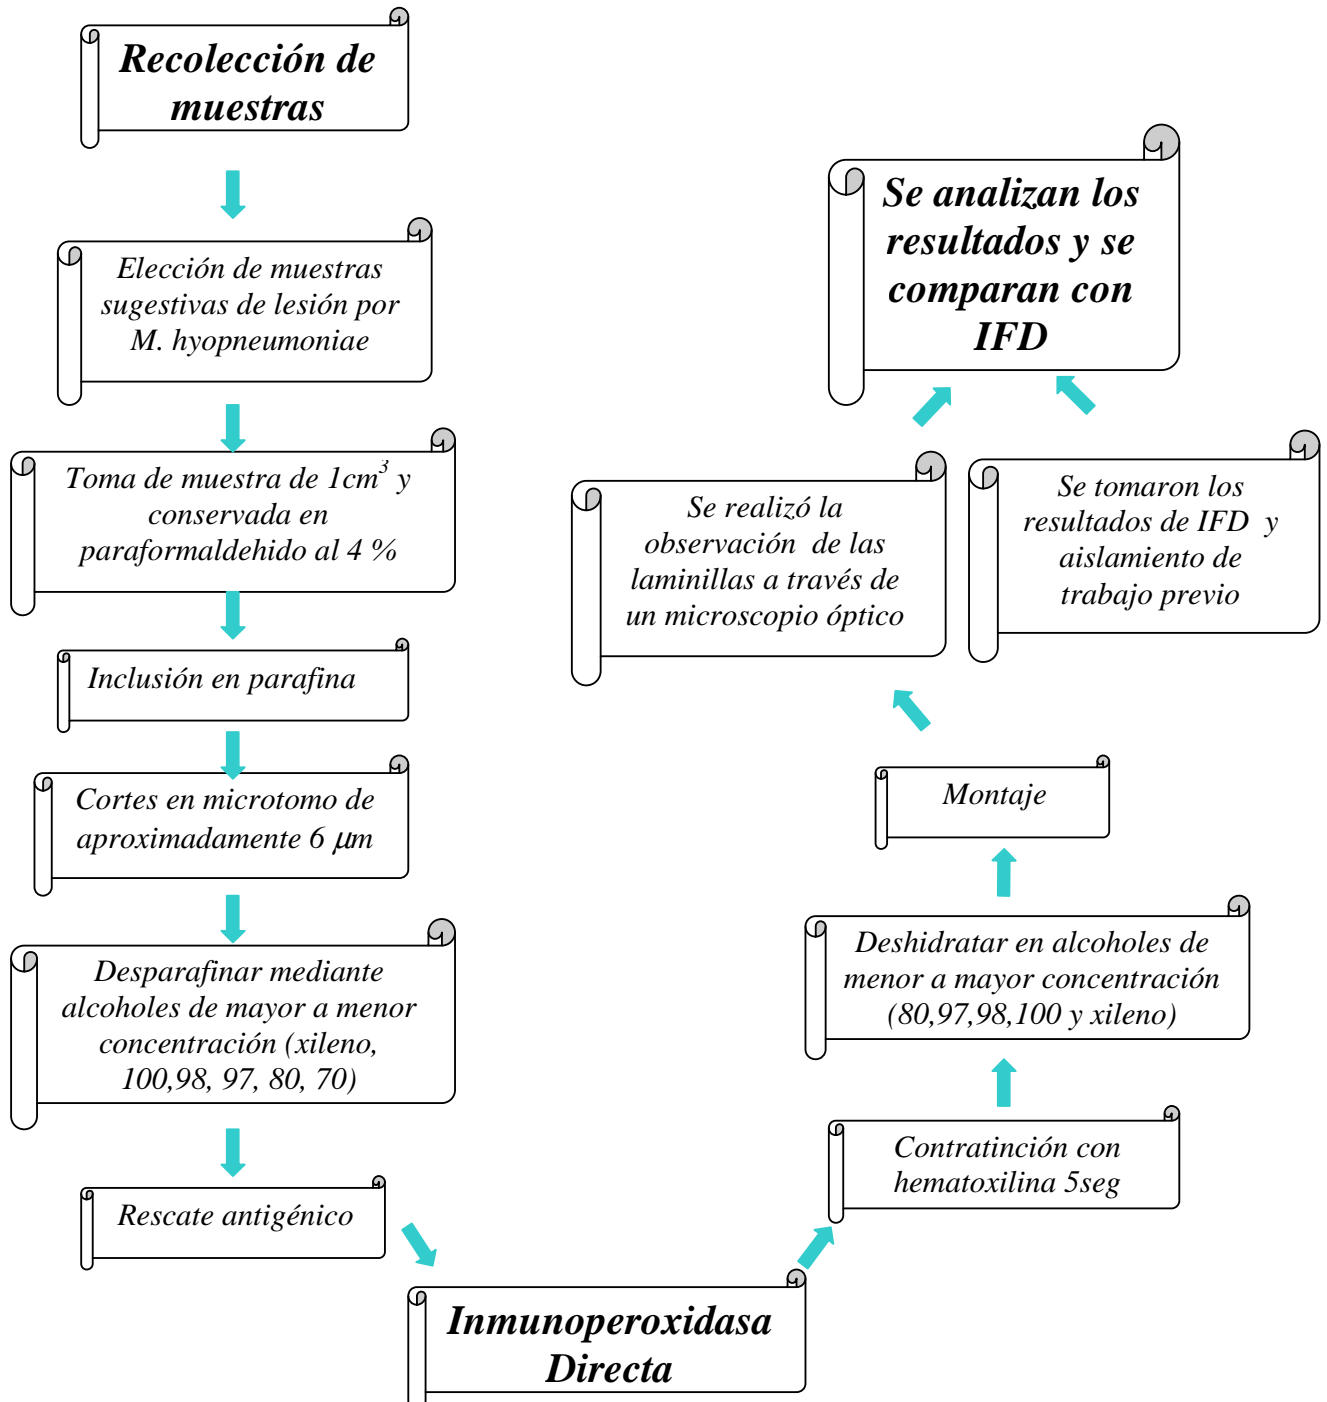 Recolección de
muestras
Elección de muestras
sugestivas de lesión por
M. hyopneumoniae
Toma de muestra de 1cm³ y
conservada en
paraformaldehido al 4 %
Inclusión en parafina
Cortes en microtomo de
aproximadamente 6 μm
Desparafinar mediante
alcoholes de mayor a menor
concentración (xileno,
100,98, 97, 80, 70)
Rescate antigénico
Inmunoperoxidasa
Directa
Contratinción con
hematoxilina 5seg
Deshidratar en alcoholes de
menor a mayor concentración
(80,97,98,100 y xileno)
Montaje
Se realizó la
observación de las
laminillas a través de
un microscopio óptico
Se tomaron los
resultados de IFD y
aislamiento de
trabajo previo
Se analizan los
resultados y se
comparan con
IFD